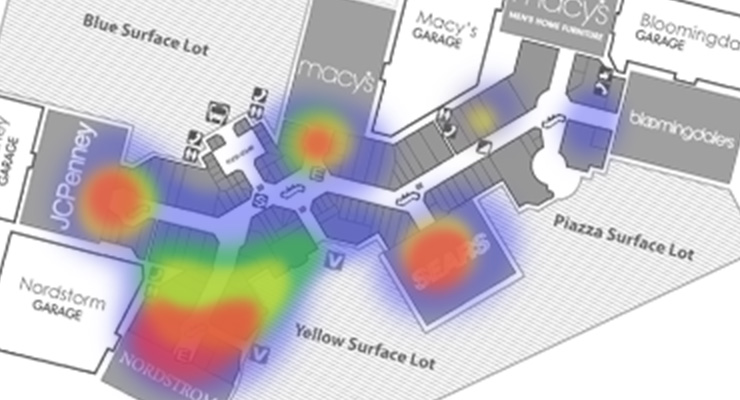 Blue Surface Lot
Macy's
GARAGE
macy's
MEN'S HOME FURNITURE
Bloomingda
GARAGE
macy's
bloomingdales
GARAGE
JCPenney
E
S
SEARS
Piazza Surface Lot
V
Nordstorm
GARAGE
Yellow Surface Lot
E
V
NORDSTROM